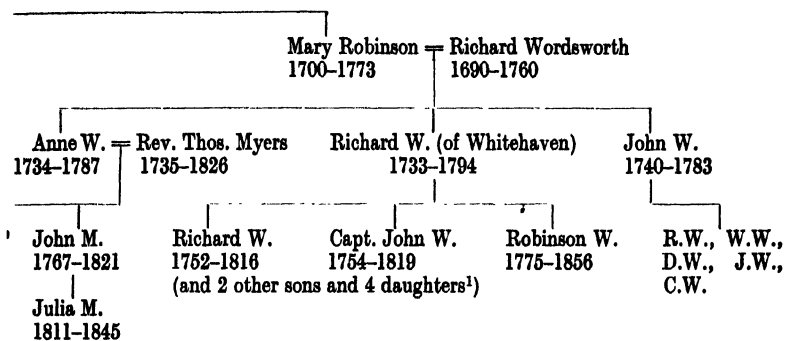 Mary Robinson = Richard Wordsworth
1700–1773 1690–1760
Anne W. = Rev. Thos. Myers Richard W. (of Whitehaven) John W.
1734–1787 1735–1826 1733–1794 1740–1783
John M. Richard W. Capt. John W. Robinson W. R.W., W.W.,
1767–1821 1752–1816 1754–1819 1775–1856 D.W., J.W.,
(and 2 other sons and 4 daughters¹) C.W.
Julia M.
1811–1845